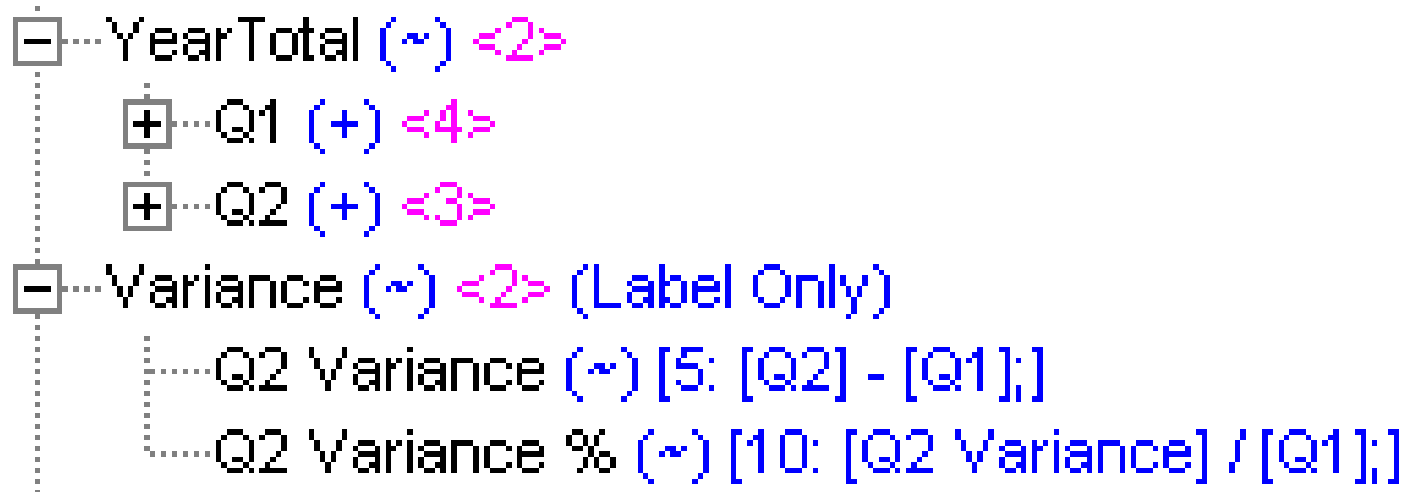 YearTotal (~) <2>
Q1 (+) <4>
Q2 (+) <3>
Variance (~) <2> (Label Only)
Q2 Variance (~) [5: [Q2] - [Q1];]
Q2 Variance % (~) [10: [Q2 Variance] / [Q1];]